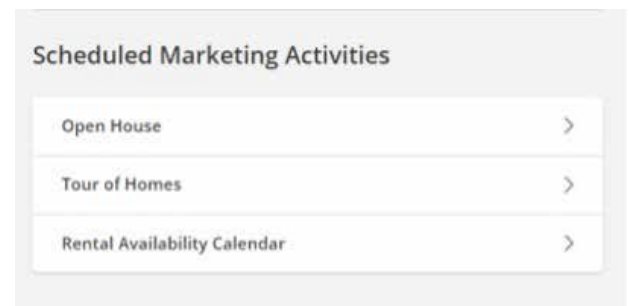 Scheduled Marketing Activities
Open House
Tour of Homes
Rental Availability Calendar